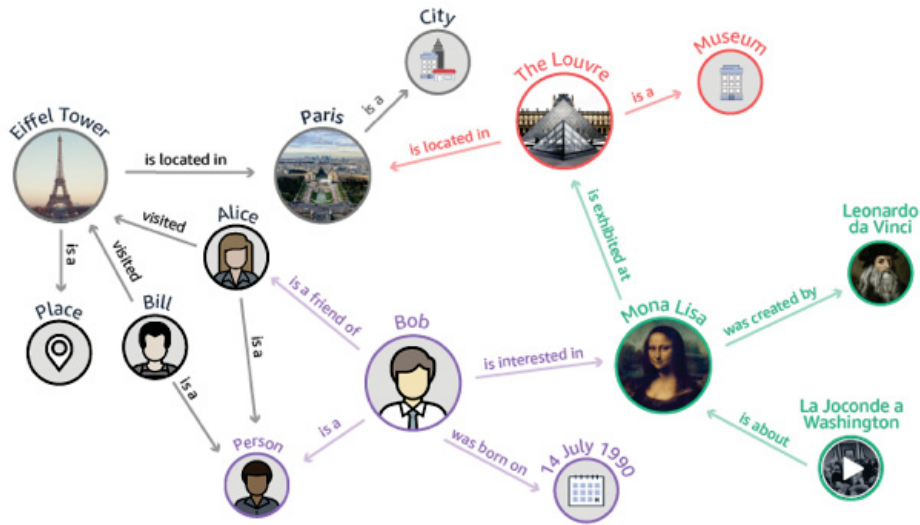 City
is a
Eiffel Tower
Paris
The Louvre
is a
Museum
is located in
is located in
visited
Alice
is a
visited
is exhibited at
Leonardo
da Vinci
Place
Bill
is a friend of
Bob
Mona Lisa
was created by
is a
is interested in
is a
Person
is a
was born on
14 July 1990
is about
La Joconde a
Washington